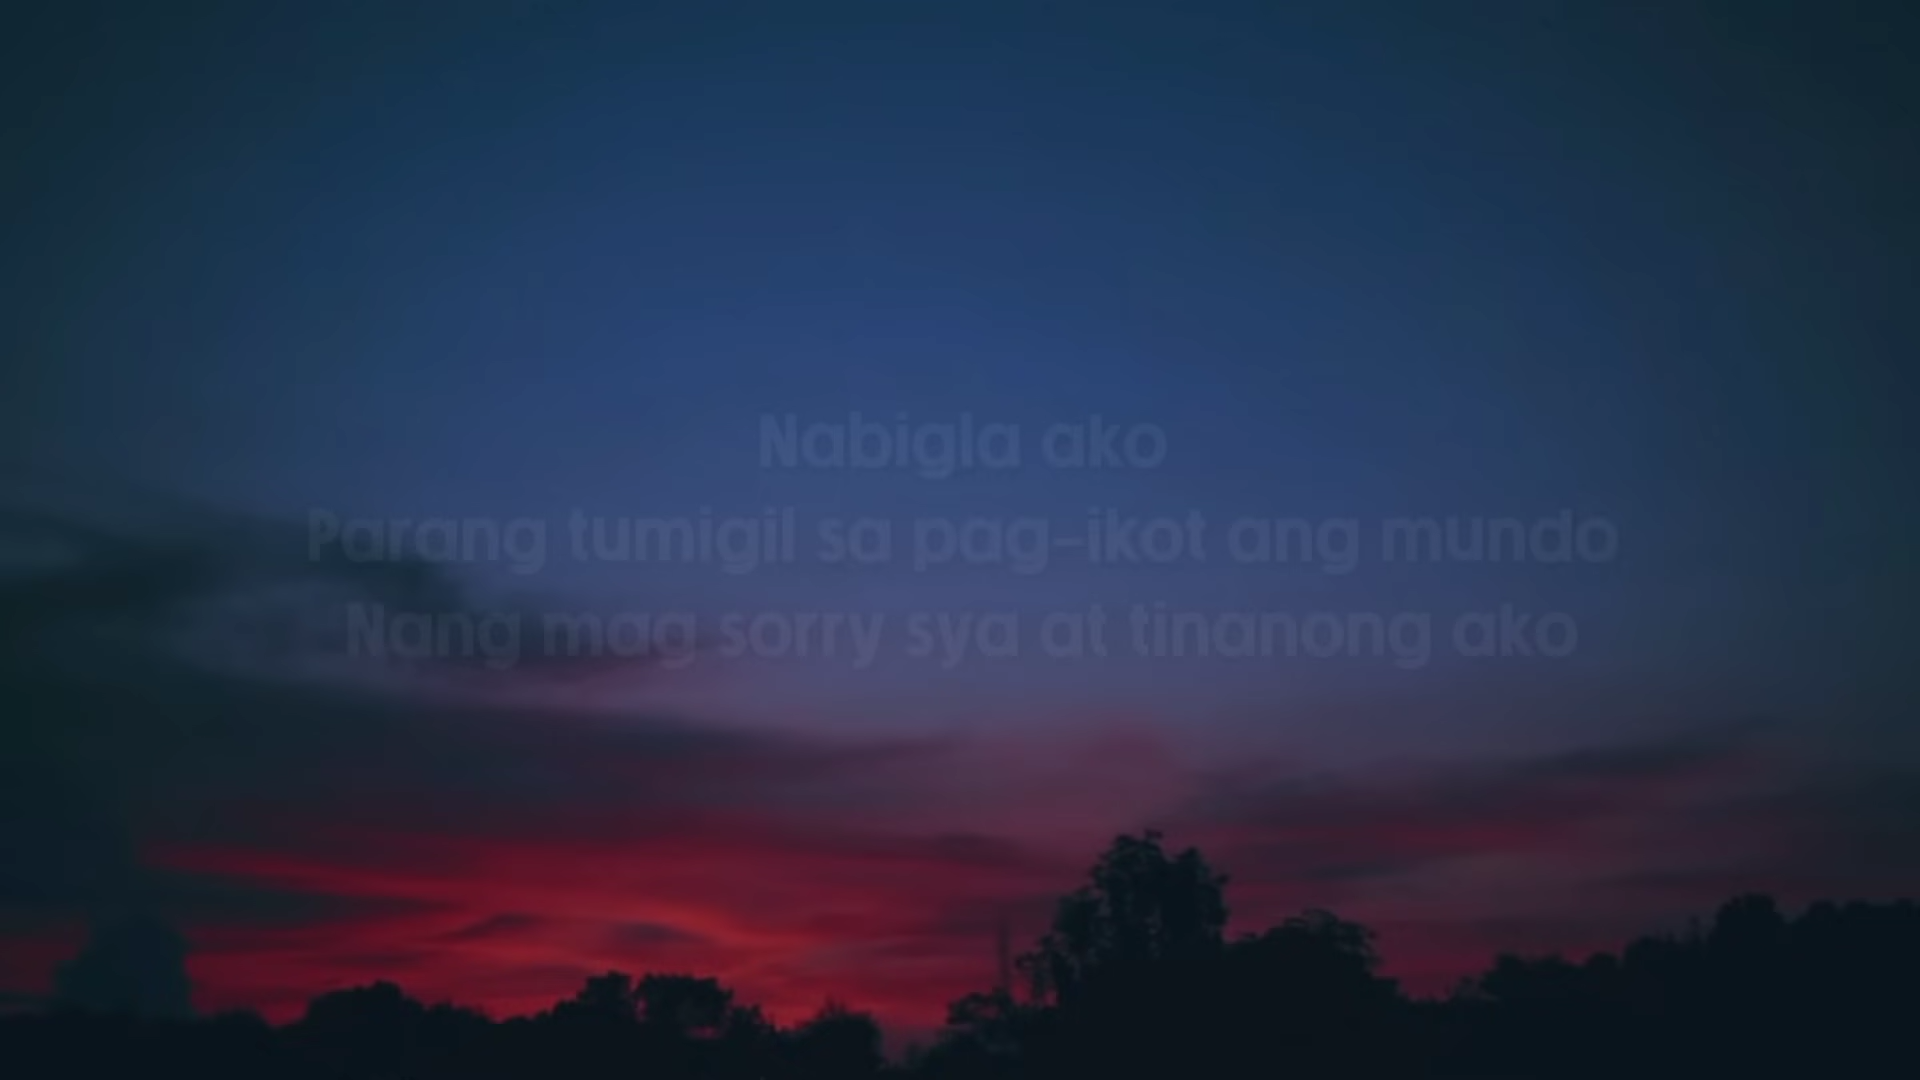 Nabigla ako
Parang tumigil sa pag-ikot ang mundo
Nang mag sorry sya at tinanong ako